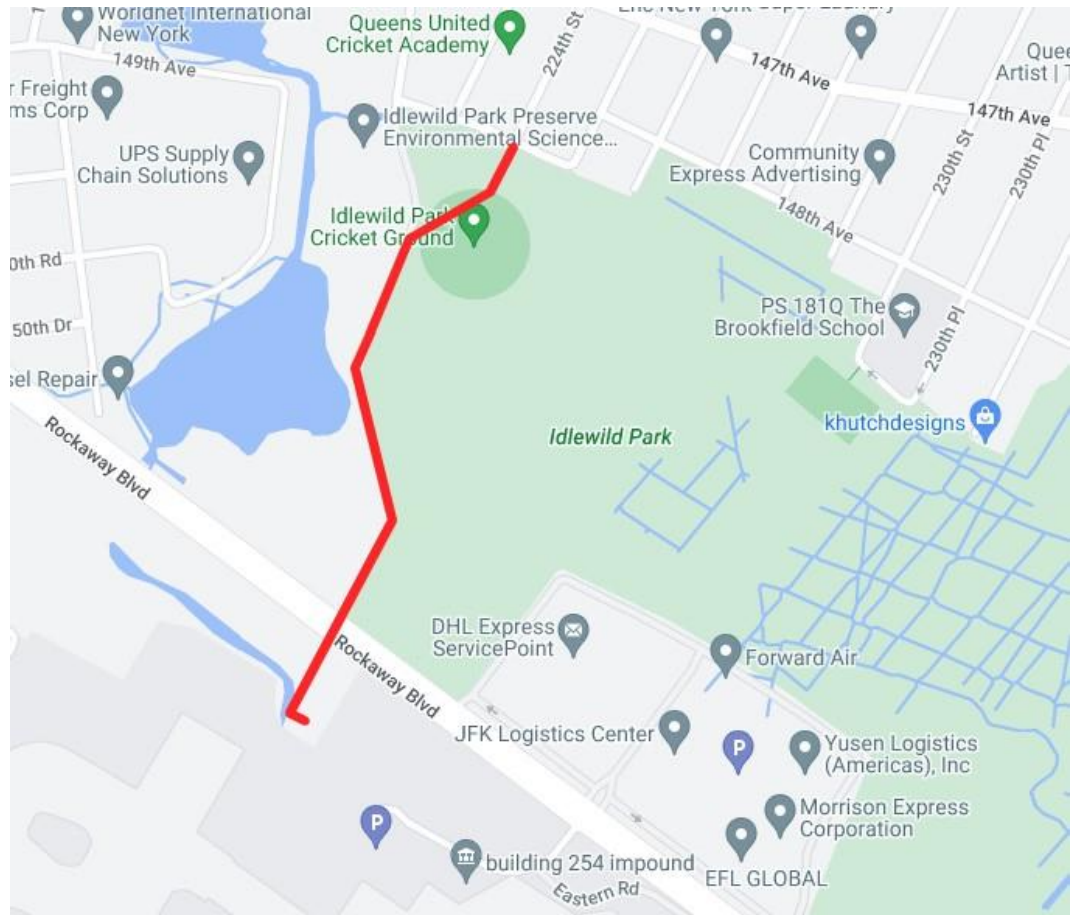 Worldnet International
New York
149th Ave
r Freight
ms Corp
UPS Supply
Chain Solutions
Queens United
Cricket Academy
224th St
147th Ave
Quee
Artist | T
147th Ave
Idlewild Park Preserve
Environmental Science...
Community
Express Advertising
230th St
230th Pl
148th Ave
Idlewild Park
Cricket Ground
0th Rd
50th Dr
sel Repair
PS 181Q The
Brookfield School
230th Pl
khutchdesigns
Idlewild Park
Rockaway Blvd
DHL Express
ServicePoint
Forward Air
Rockaway Blvd
JFK Logistics Center
P
Yusen Logistics
(Americas), Inc
Morrison Express
Corporation
P
building 254 impound
EFL GLOBAL
Eastern Rd